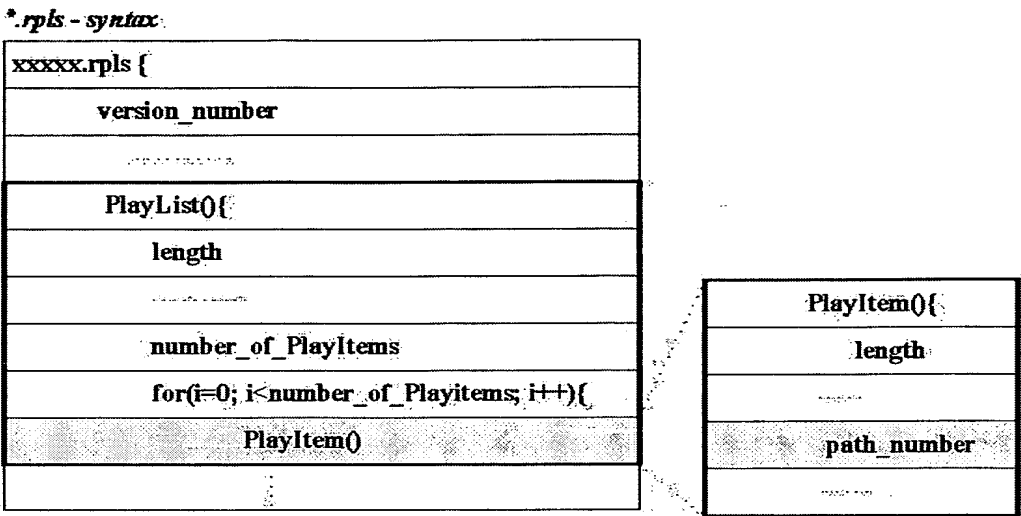 *.rpls - syntax
xxxxx.rpls {
version_number
PlayList(){
length
number_of_PlayItems
for(i=0; i<number_of_Playitems; i++){
PlayItem()
PlayItem(){
length
path_number